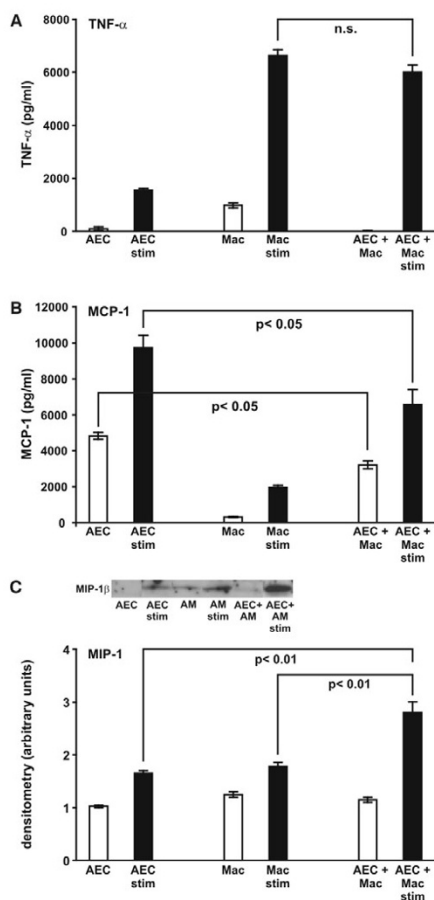 A
TNF-α
n.s.
TNF-α (pg/ml)
8000
6000
4000
2000
0
AEC
AEC
stim
Mac
Mac
stim
AEC +
Mac
AEC +
Mac
stim
B
MCP-1
p< 0.05
p< 0.05
MCP-1 (pg/ml)
12000
10000
8000
6000
4000
2000
0
AEC
AEC
stim
Mac
Mac
stim
AEC +
Mac
AEC +
Mac
stim
C
MIP-1β
AEC
AEC
stim
AM
AM
stim
AEC+
AM
AEC+
AM
stim
MIP-1
p< 0.01
p< 0.01
densitometry (arbitrary units)
4
3
2
1
0
AEC
AEC
stim
Mac
Mac
stim
AEC +
Mac
AEC +
Mac
stim